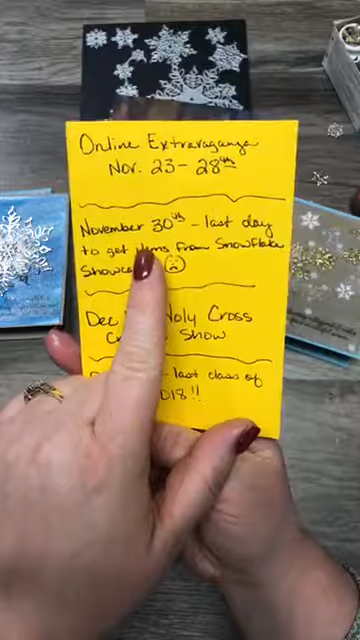 Online Extravaganza
Nov. 23 - 28th
November 30th - last day
to get items from Snowflake
Showca
Dec Holy Cross
C Show
- last class of
2018!!